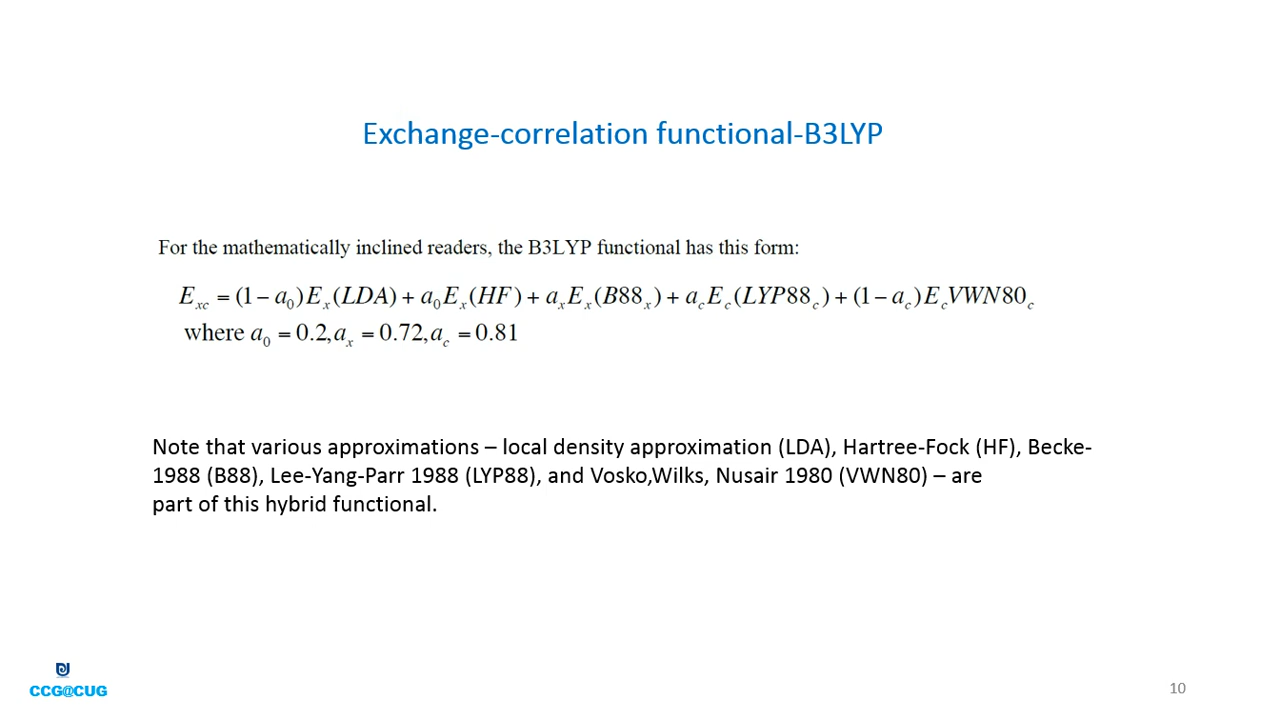 Exchange-correlation functional-B3LYP
For the mathematically inclined readers, the B3LYP functional has this form:
E_xc = (1 − a_0)E_x(LDA) + a_0E_x(HF) + a_xE_x(B88_x) + a_cE_c(LYP88_c) + (1 − a_c)E_cVWN80_c
where a_0 = 0.2, a_x = 0.72, a_c = 0.81
Note that various approximations – local density approximation (LDA), Hartree-Fock (HF), Becke-
1988 (B88), Lee-Yang-Parr 1988 (LYP88), and Vosko,Wilks, Nusair 1980 (VWN80) – are
part of this hybrid functional.
CCG@CUG
10